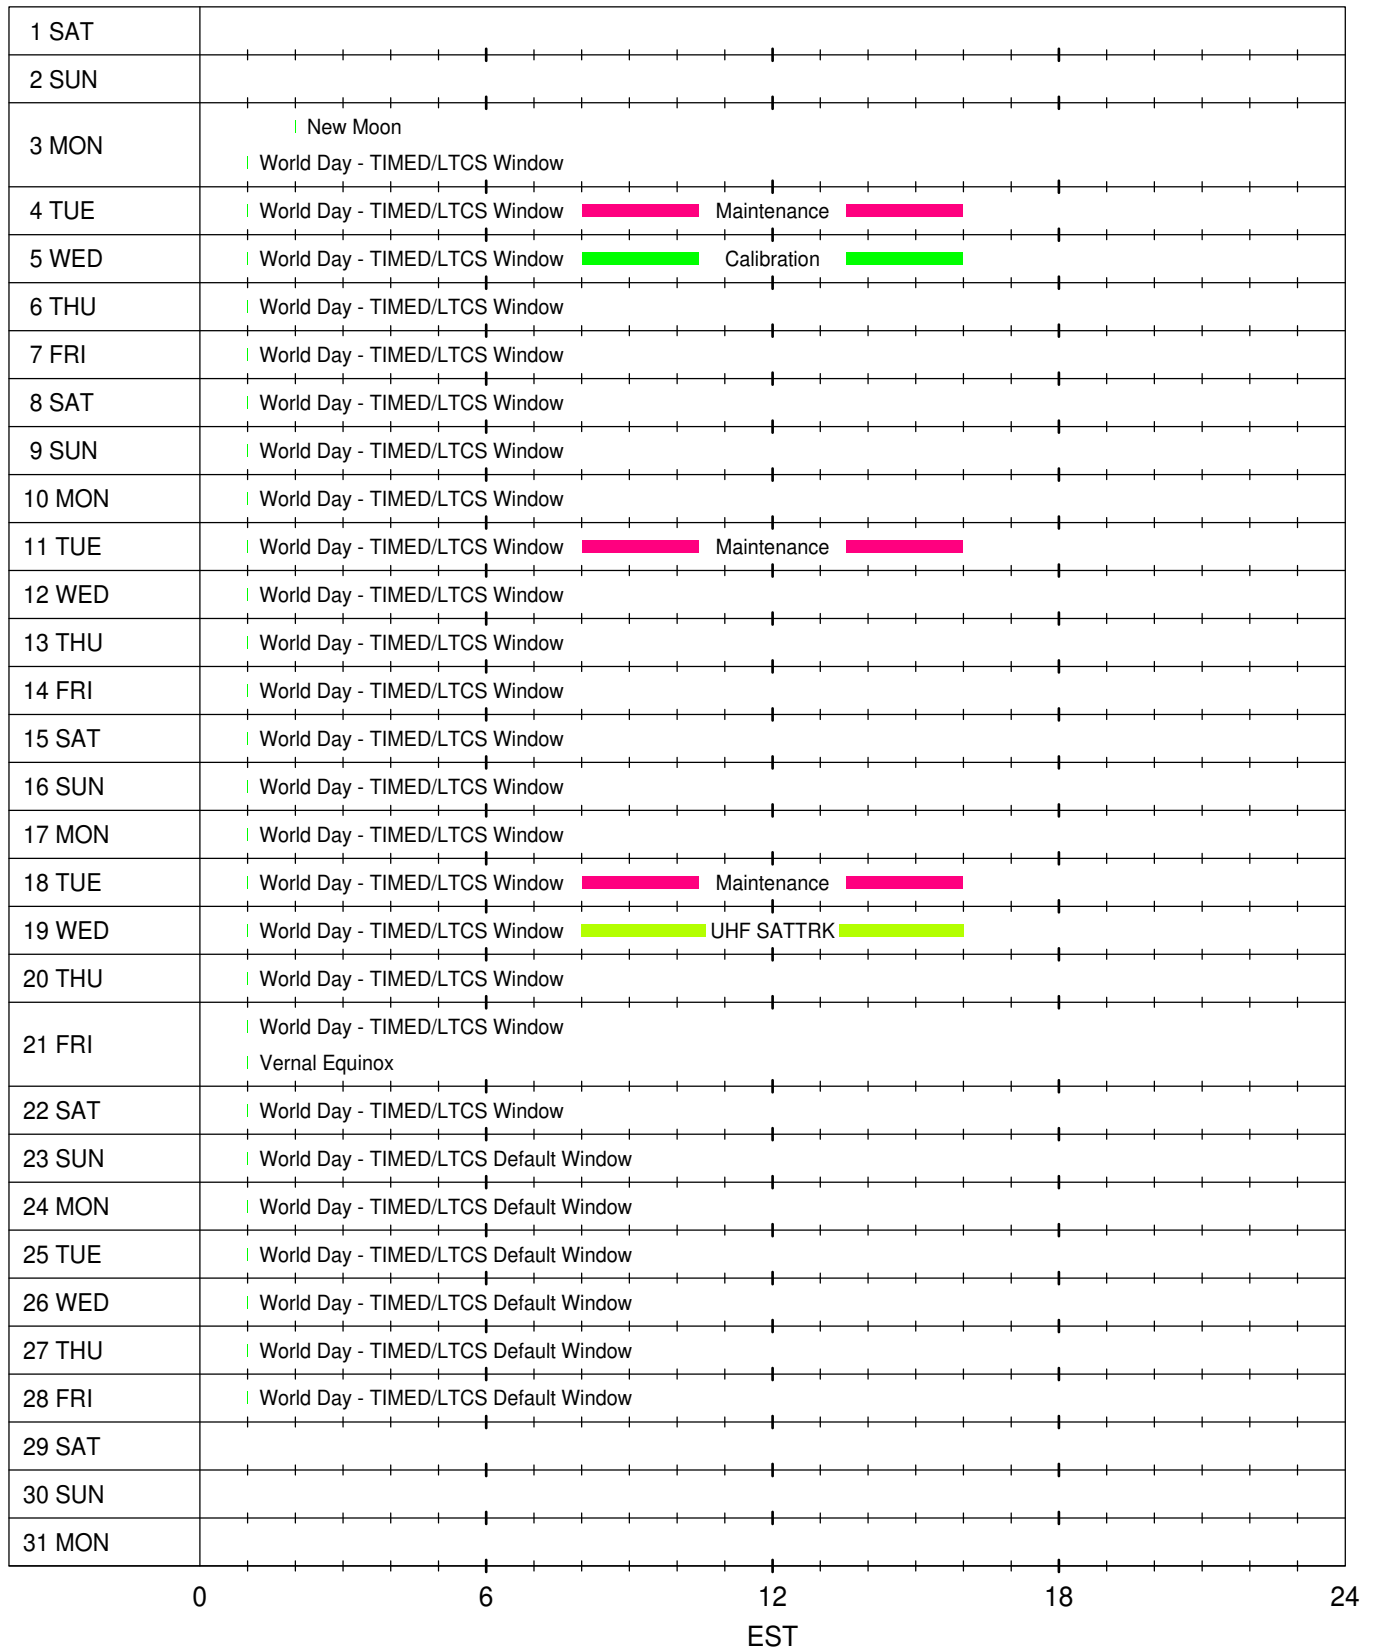 1 SAT
2 SUN
New Moon
3 MON
World Day - TIMED/LTCS Window
4 TUE World Day - TIMED/LTCS Window Maintenance
5 WED World Day - TIMED/LTCS Window Calibration
6 THU World Day - TIMED/LTCS Window
7 FRI World Day - TIMED/LTCS Window
8 SAT World Day - TIMED/LTCS Window
9 SUN World Day - TIMED/LTCS Window
10 MON World Day - TIMED/LTCS Window
11 TUE World Day - TIMED/LTCS Window Maintenance
12 WED World Day - TIMED/LTCS Window
13 THU World Day - TIMED/LTCS Window
14 FRI World Day - TIMED/LTCS Window
15 SAT World Day - TIMED/LTCS Window
16 SUN World Day - TIMED/LTCS Window
17 MON World Day - TIMED/LTCS Window
18 TUE World Day - TIMED/LTCS Window Maintenance
19 WED World Day - TIMED/LTCS Window UHF SATTRK
20 THU World Day - TIMED/LTCS Window
World Day - TIMED/LTCS Window
21 FRI
Vernal Equinox
22 SAT World Day - TIMED/LTCS Window
23 SUN World Day - TIMED/LTCS Default Window
24 MON World Day - TIMED/LTCS Default Window
25 TUE World Day - TIMED/LTCS Default Window
26 WED World Day - TIMED/LTCS Default Window
27 THU World Day - TIMED/LTCS Default Window
28 FRI World Day - TIMED/LTCS Default Window
29 SAT
30 SUN
31 MON
0 6 12 18 24
EST